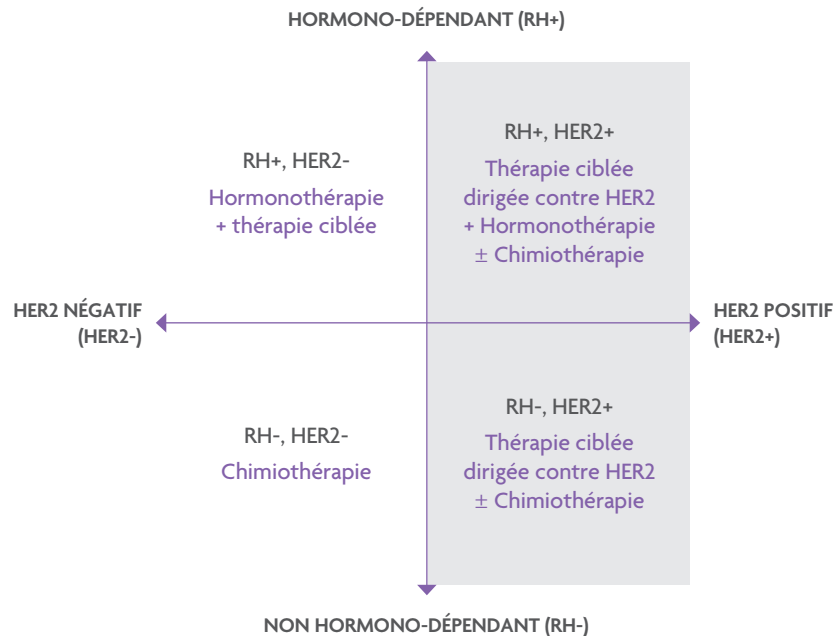 HORMONO-DÉPENDANT (RH+)
RH+, HER2-
Hormonothérapie
+ thérapie ciblée
RH+, HER2+
Thérapie ciblée
dirigée contre HER2
+ Hormonothérapie
± Chimiothérapie
HER2 NÉGATIF
(HER2-)
HER2 POSITIF
(HER2+)
RH-, HER2-
Chimiothérapie
RH-, HER2+
Thérapie ciblée
dirigée contre HER2
± Chimiothérapie
NON HORMONO-DÉPENDANT (RH-)